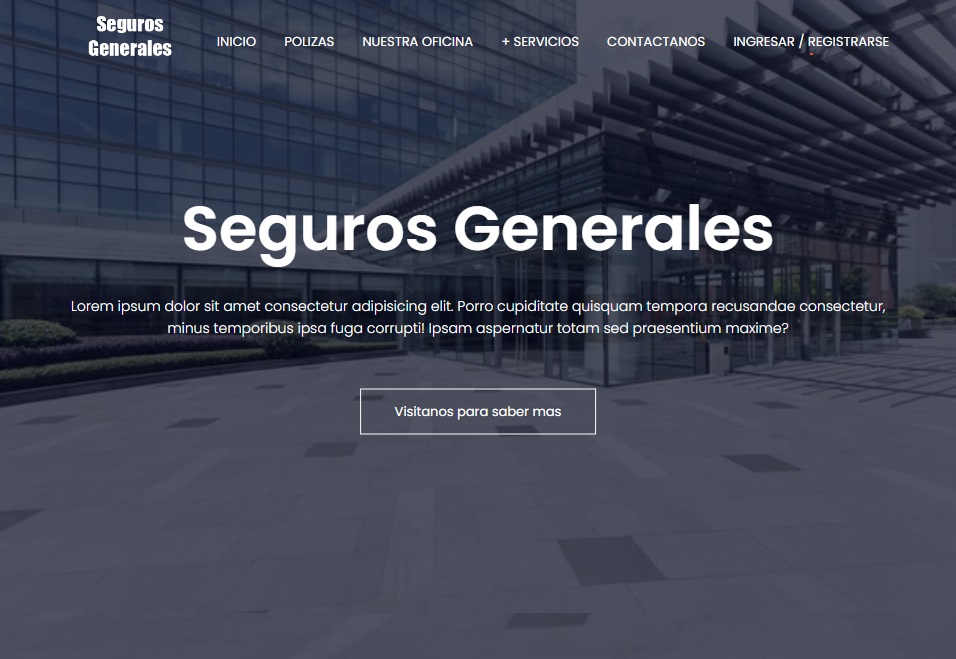 Seguros
Generales
INICIO
POLIZAS
NUESTRA OFICINA
+ SERVICIOS
CONTACTANOS
INGRESAR / REGISTRARSE
Seguros Generales
Lorem ipsum dolor sit amet consectetur adipisicing elit. Porro cupiditate quisquam tempora recusandae consectetur,
minus temporibus ipsa fuga corrupti! Ipsam aspernatur totam sed praesentium maxime?
Visitanos para saber mas